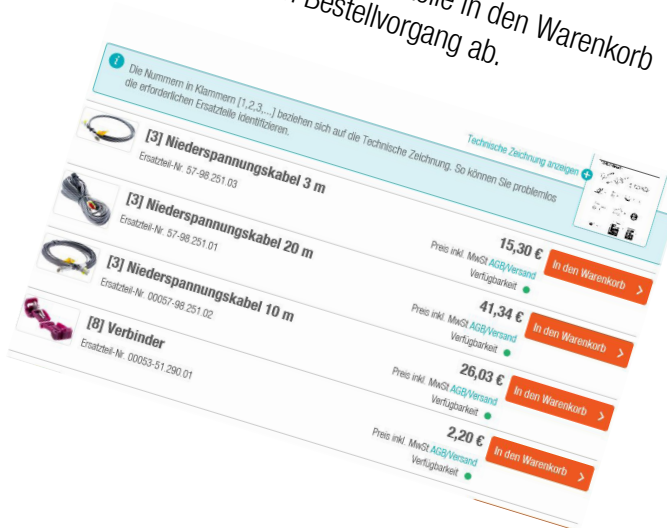 teile in den Warenkorb
Bestellvorgang ab.
Die Nummern in Klammern [1,2,3,...] beziehen sich auf die Technische Zeichnung. So können Sie problemlos
die erforderlichen Ersatzteile Identifizieren.
Technische Zeichnung anzeigen
[3] Niederspannungskabel 3 m
Ersatzteil-Nr. 57-98.251.03
15,30 €
Preis inkl. MwSt AGB/Versand
Verfügbarkeit
In den Warenkorb
[3] Niederspannungskabel 20 m
Ersatzteil-Nr. 57-98.251.01
41,34 €
Preis inkl. MwSt AGB/Versand
Verfügbarkeit
In den Warenkorb
[3] Niederspannungskabel 10 m
Ersatzteil-Nr. 00057-98.251.02
26,03 €
Preis inkl. MwSt AGB/Versand
Verfügbarkeit
In den Warenkorb
[8] Verbinder
Ersatzteil-Nr. 00053-51.290.01
2,20 €
Preis inkl. MwSt AGB/Versand
Verfügbarkeit
In den Warenkorb